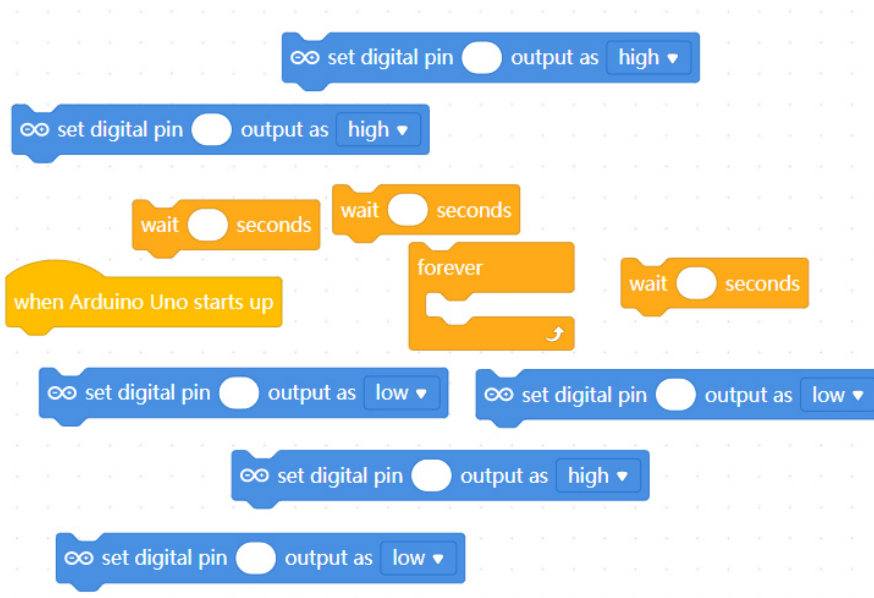 set digital pin output as high
set digital pin output as high
wait seconds
wait seconds
forever
wait seconds
when Arduino Uno starts up
set digital pin output as low
set digital pin output as low
set digital pin output as high
set digital pin output as low